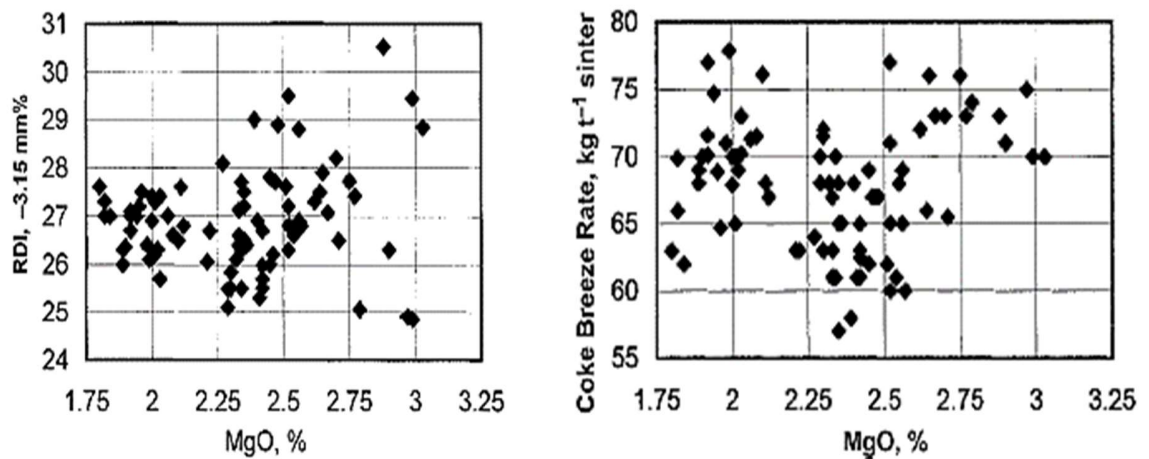 RDI, –3.15 mm%
31
30
29
28
27
26
25
24
1.75 2 2.25 2.5 2.75 3 3.25
MgO, %
Coke Breeze Rate, kg t–1 sinter
80
75
70
65
60
55
1.75 2 2.25 2.5 2.75 3 3.25
MgO, %